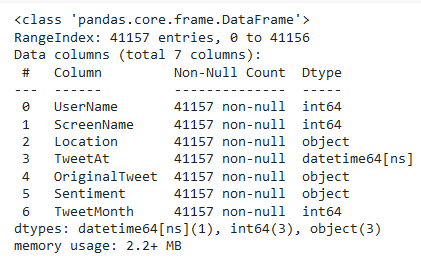 <class 'pandas.core.frame.DataFrame'>
RangeIndex: 41157 entries, 0 to 41156
Data columns (total 7 columns):
 #   Column         Non-Null Count  Dtype
---  ------         --------------  -----
 0   UserName       41157 non-null  int64
 1   ScreenName     41157 non-null  int64
 2   Location       41157 non-null  object
 3   TweetAt        41157 non-null  datetime64[ns]
 4   OriginalTweet  41157 non-null  object
 5   Sentiment      41157 non-null  object
 6   TweetMonth     41157 non-null  int64
dtypes: datetime64[ns](1), int64(3), object(3)
memory usage: 2.2+ MB